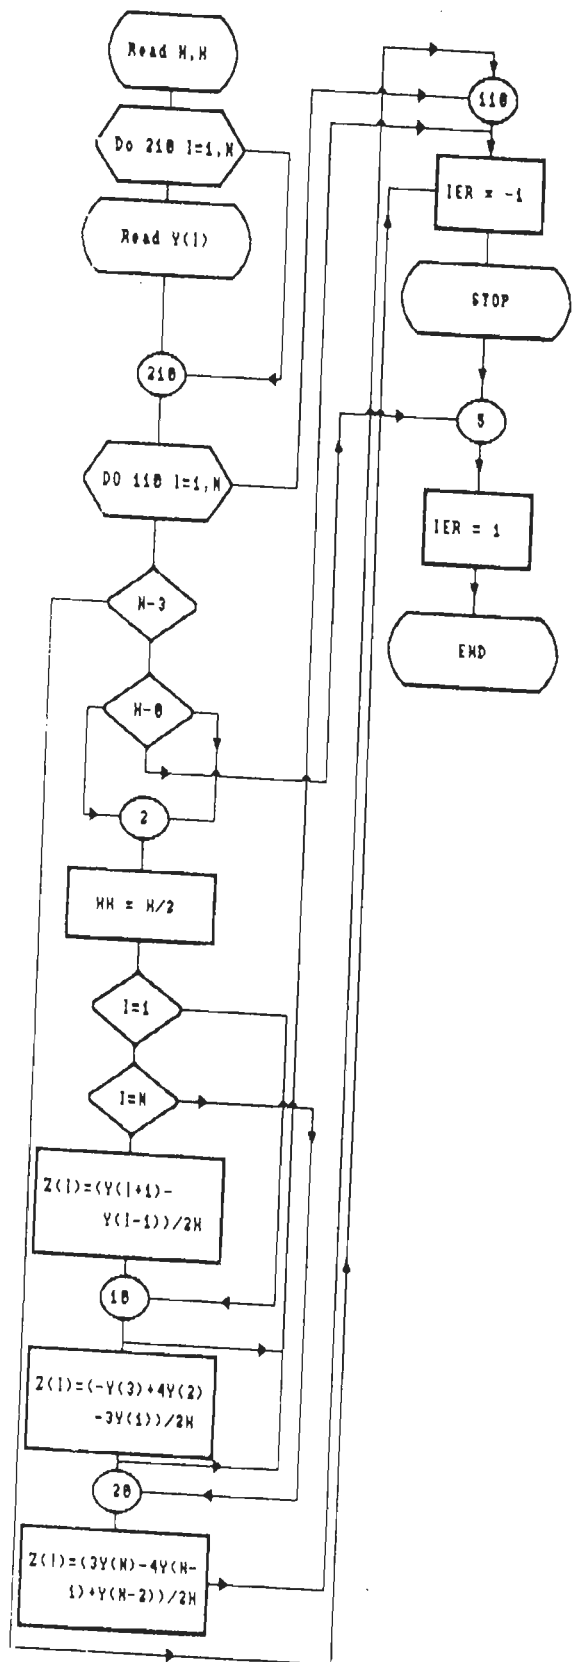 Read N,H
Do 210 I=1,N
Read Y(I)
210
DO 110 I=1,N
N-3
H-0
2
HH = H/2
I=1
I=N
Z(I)=(Y(I+1)-
Y(I-1))/2H
10
Z(I)=(-Y(3)+4Y(2)
-3Y(1))/2H
20
Z(I)=(3Y(N)-4Y(N-
1)+Y(N-2))/2H
110
IER = -1
STOP
5
IER = 1
END